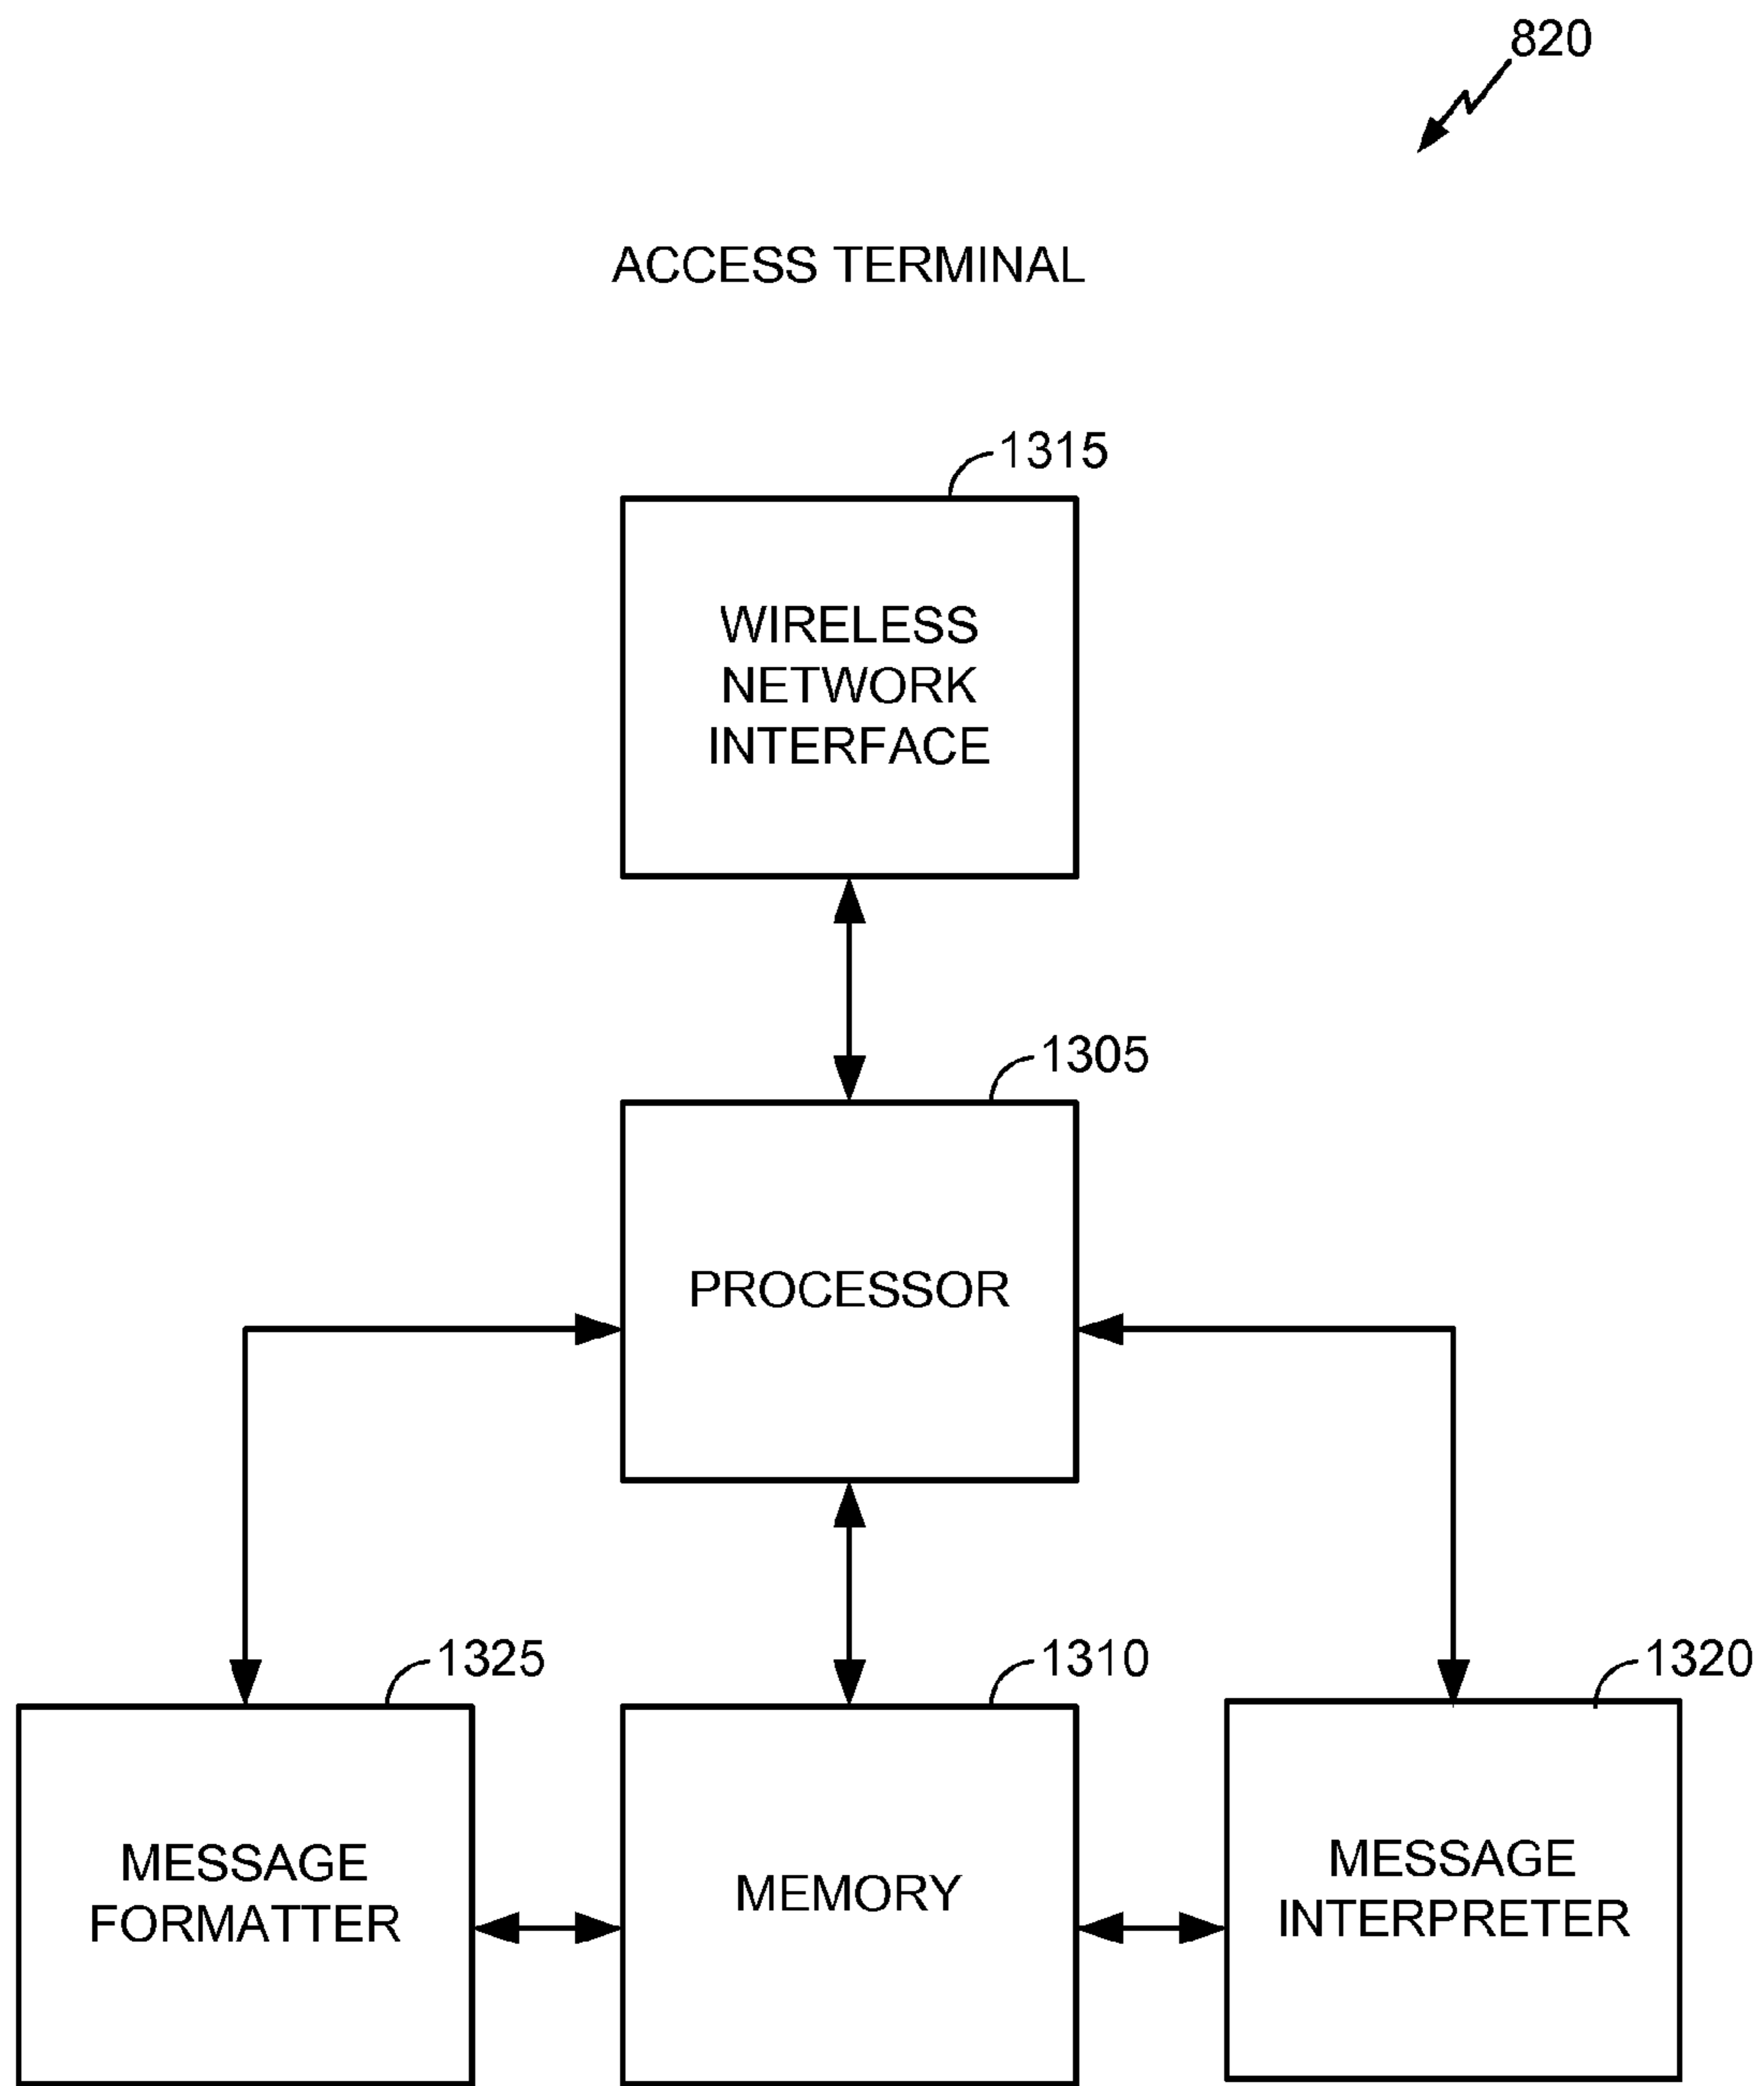 820
ACCESS TERMINAL
1315
WIRELESS
NETWORK
INTERFACE
1305
PROCESSOR
1325
1310
1320
MESSAGE
FORMATTER
MEMORY
MESSAGE
INTERPRETER